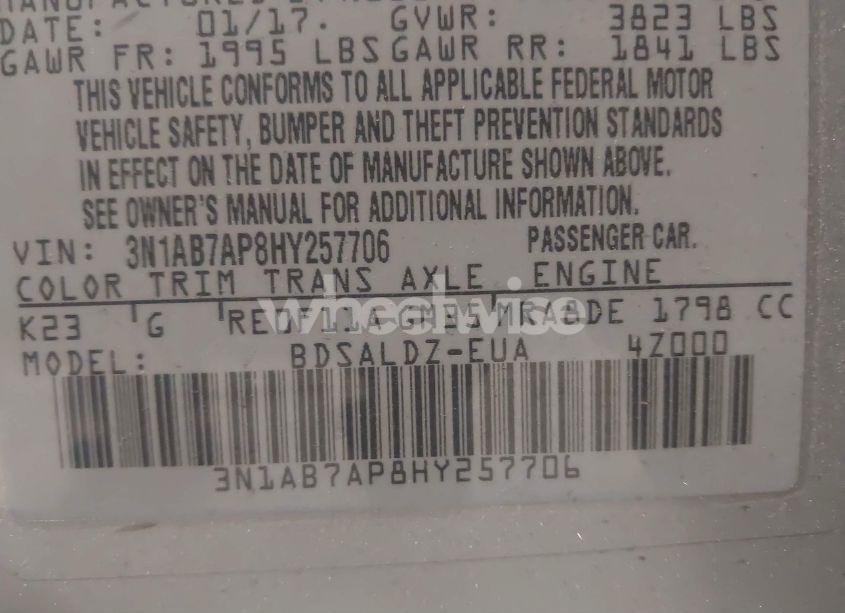 DATE: 01/17. GVWR: 3823 LBS
GAWR FR: 1995 LBS GAWR RR: 1841 LBS
THIS VEHICLE CONFORMS TO ALL APPLICABLE FEDERAL MOTOR
VEHICLE SAFETY, BUMPER AND THEFT PREVENTION STANDARDS
IN EFFECT ON THE DATE OF MANUFACTURE SHOWN ABOVE.
SEE OWNER'S MANUAL FOR ADDITIONAL INFORMATION.
VIN: 3N1AB7AP8HY257706 PASSENGER CAR.
COLOR TRIM TRANS AXLE ENGINE
wheelwise
K23 G RE0F11A 1798 CC
MODEL: BDSALDZ-EUA 4Z000
3N1AB7AP8HY257706